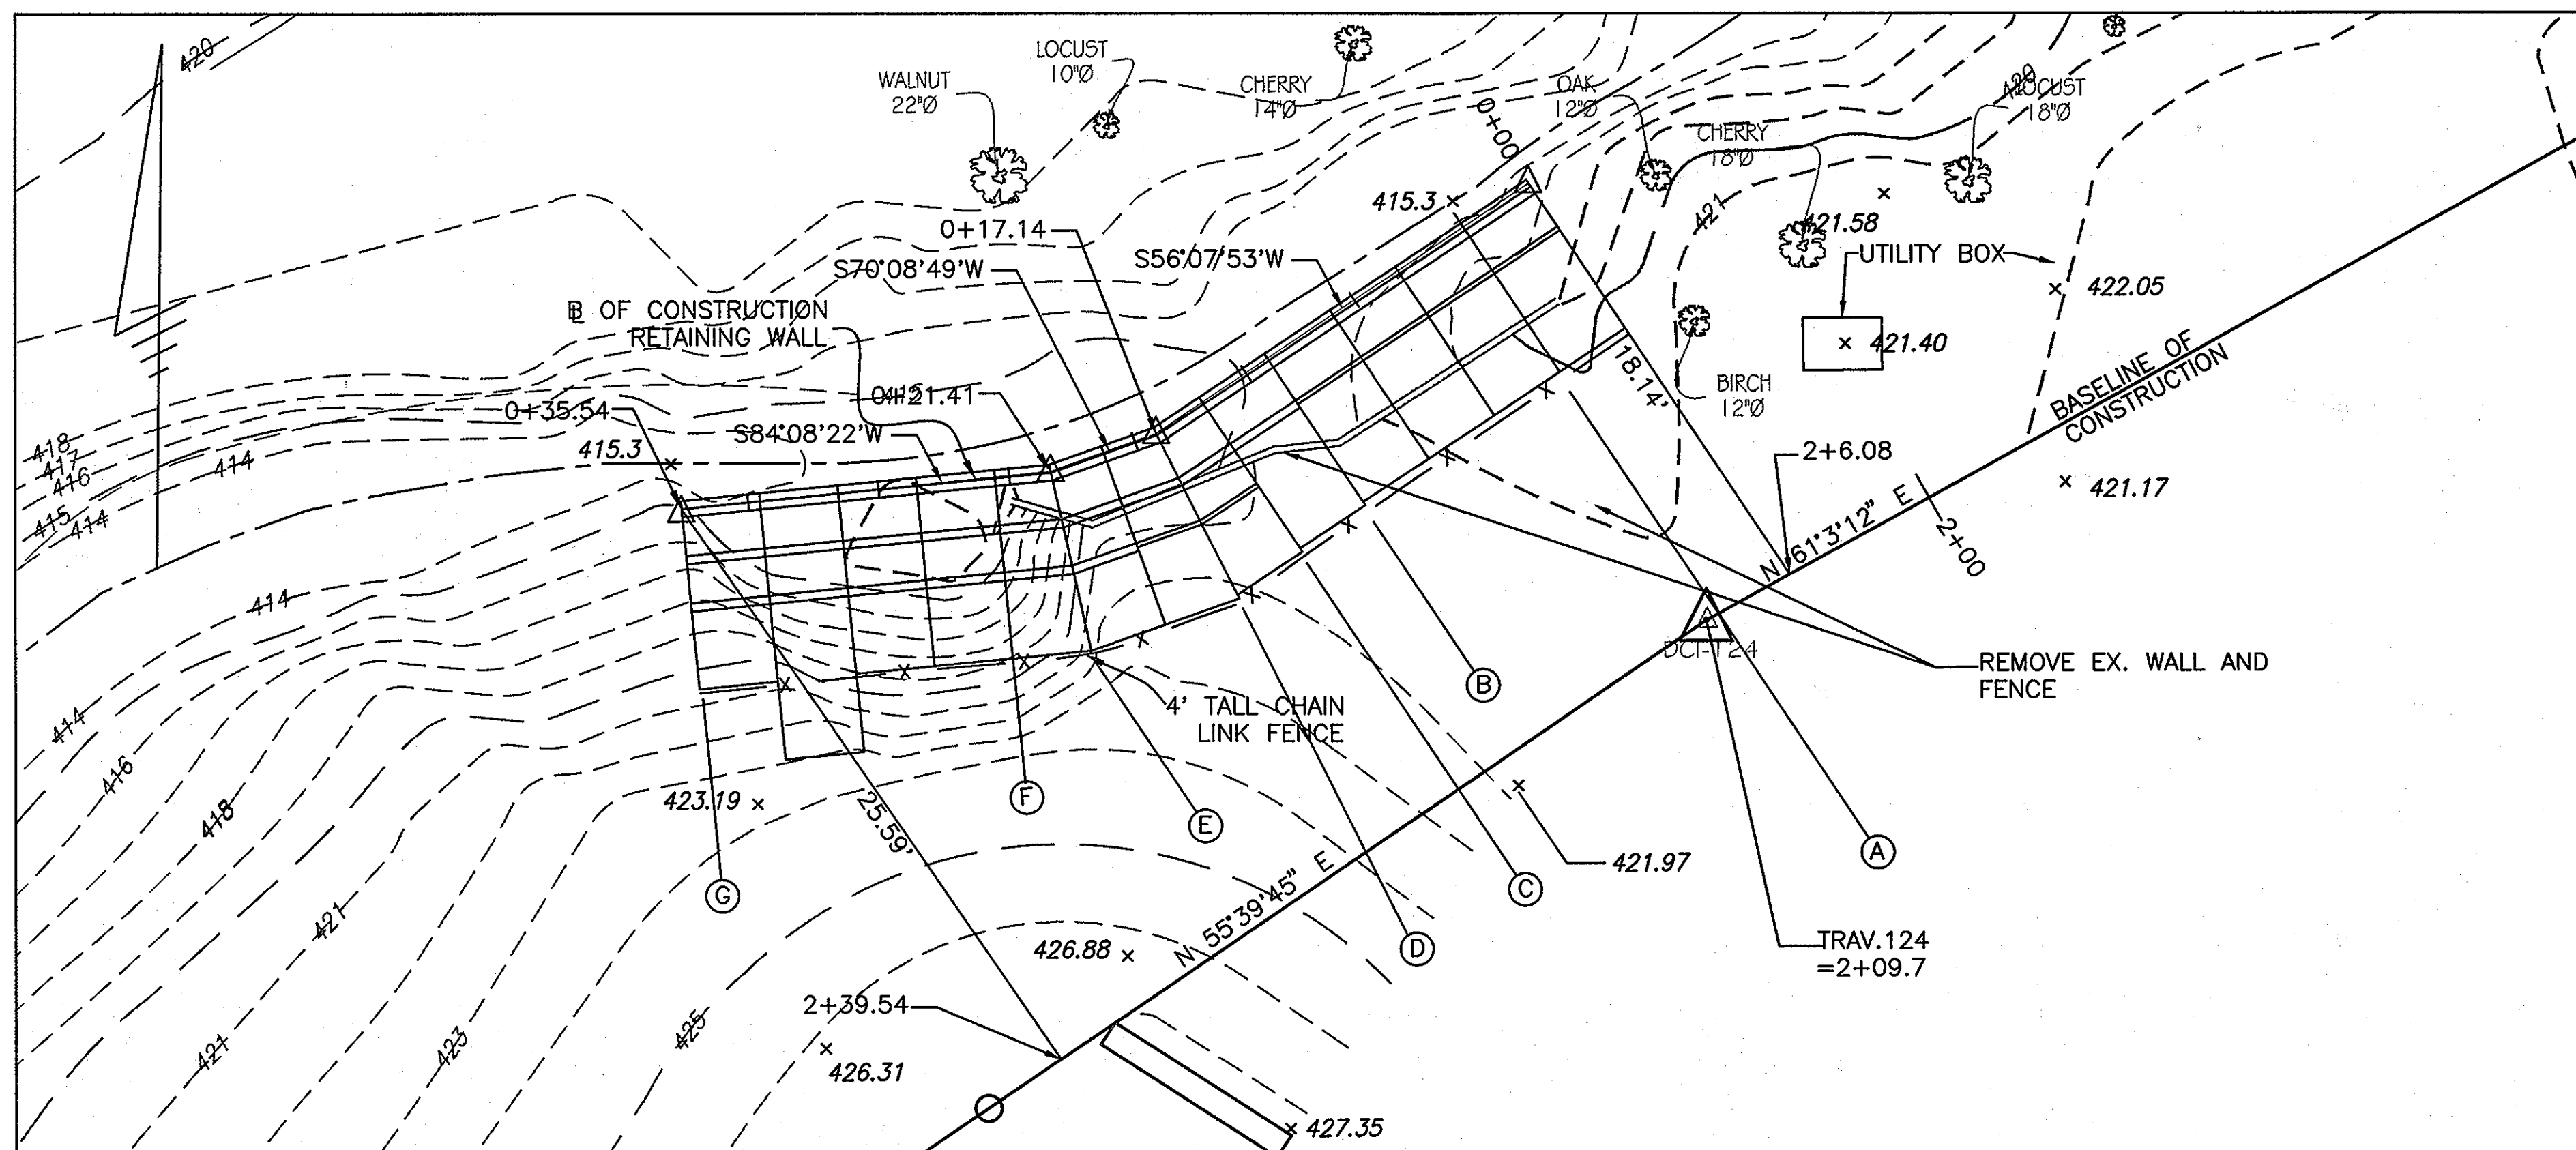 420
LOCUST
10"Ø
WALNUT
22"Ø
CHERRY
14"Ø
OAK
12"Ø
420
LOCUST
18"Ø
CHERRY
18"Ø
0+00
415.3
421
421.58
UTILITY BOX
422.05
421.40
BIRCH
12"Ø
0+17.14
S70°08'49'W
S56°07'53'W
℄ OF CONSTRUCTION
RETAINING WALL
0+35.54
0+21.41
S84°08'22'W
415.3
418
417
416
415
414
414
414
18.14'
BASELINE OF
CONSTRUCTION
2+6.08
421.17
N 61°3'12" E
2+00
DCI-T24
REMOVE EX. WALL AND
FENCE
4' TALL CHAIN
LINK FENCE
B
414
416
418
421
421
423
425
423.19
25.59'
F
E
G
A
421.97
C
D
N 55°39'45" E
TRAV.124
=2+09.7
426.88
2+39.54
426.31
427.35